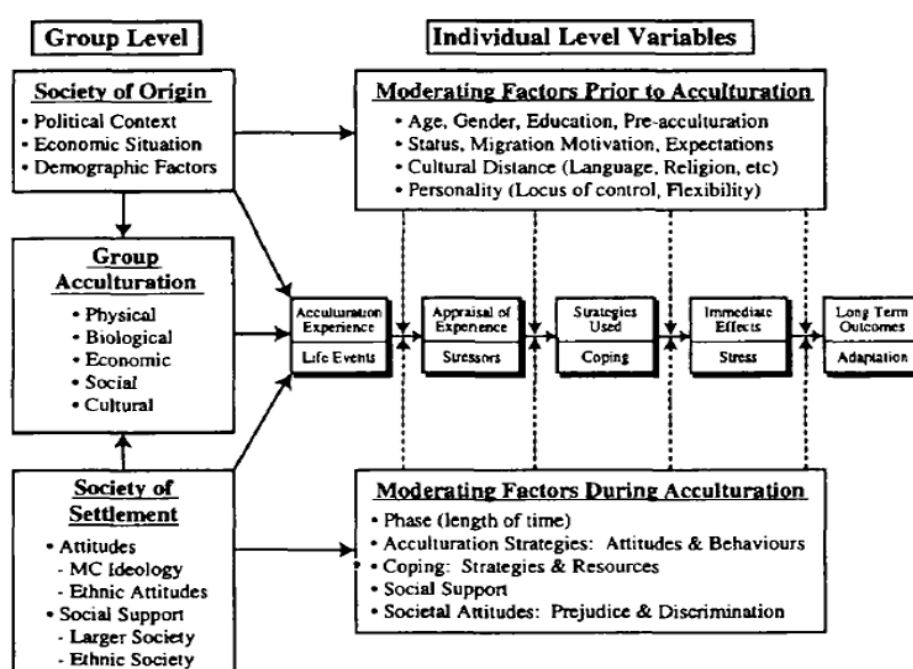 Group Level
Individual Level Variables
Society of Origin
• Political Context
• Economic Situation
• Demographic Factors
Moderating Factors Prior to Acculturation
• Age, Gender, Education, Pre-acculturation
• Status, Migration Motivation, Expectations
• Cultural Distance (Language, Religion, etc)
• Personality (Locus of control, Flexibility)
Group
Acculturation
• Physical
• Biological
• Economic
• Social
• Cultural
Acculturation
Experience
Life Events
Appraisal of
Experience
Stressors
Strategies
Used
Coping
Immediate
Effects
Stress
Long Term
Outcomes
Adaptation
Society of
Settlement
• Attitudes
- MC Ideology
- Ethnic Attitudes
• Social Support
- Larger Society
- Ethnic Society
Moderating Factors During Acculturation
• Phase (length of time)
• Acculturation Strategies: Attitudes & Behaviours
• Coping: Strategies & Resources
• Social Support
• Societal Attitudes: Prejudice & Discrimination